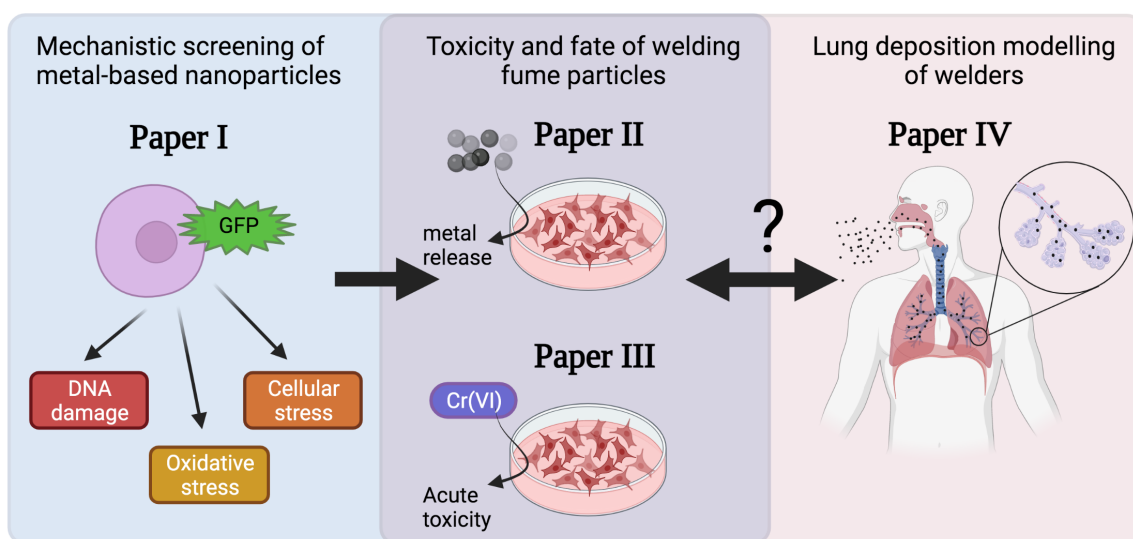 Mechanistic screening of
metal-based nanoparticles
Paper I
GFP
DNA
damage
Oxidative
stress
Cellular
stress
Toxicity and fate of welding
fume particles
Paper II
metal
release
Paper III
Cr(VI)
Acute
toxicity
?
Lung deposition modelling
of welders
Paper IV